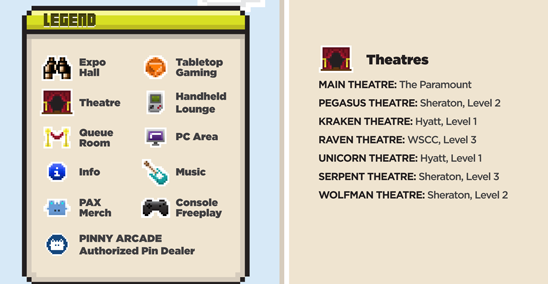 LEGEND
Expo
Hall
Tabletop
Gaming
Theatre
Handheld
Lounge
Queue
Room
PC Area
Info
Music
PAX
Merch
Console
Freeplay
PINNY ARCADE
Authorized Pin Dealer
Theatres
MAIN THEATRE: The Paramount
PEGASUS THEATRE: Sheraton, Level 2
KRAKEN THEATRE: Hyatt, Level 1
RAVEN THEATRE: WSCC, Level 3
UNICORN THEATRE: Hyatt, Level 1
SERPENT THEATRE: Sheraton, Level 3
WOLFMAN THEATRE: Sheraton, Level 2